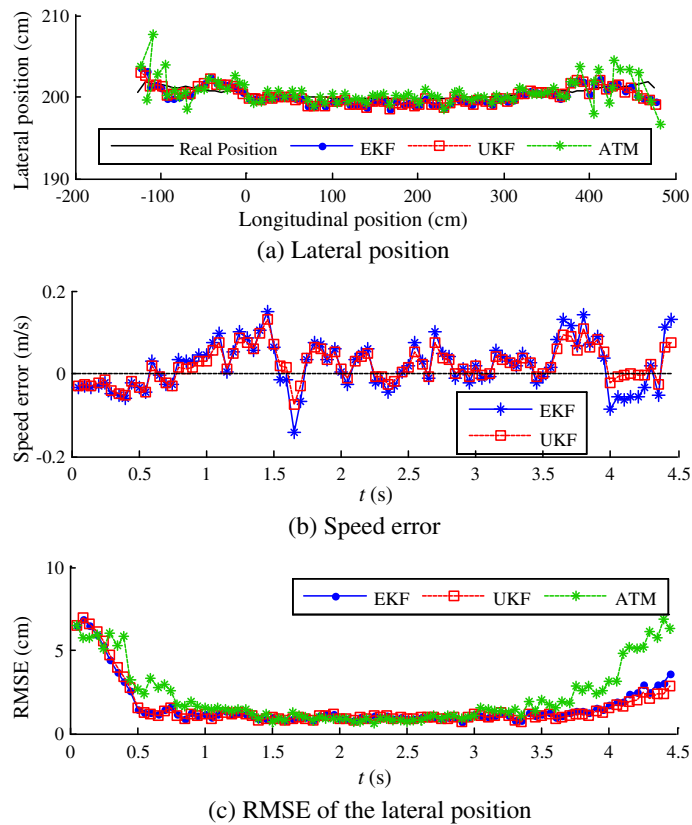 210
200
190
Lateral position (cm)
Real Position EKF UKF ATM
-200 -100 0 100 200 300 400 500
Longitudinal position (cm)
(a) Lateral position
0.2
0
-0.2
Speed error (m/s)
EKF
UKF
0 0.5 1 1.5 2 2.5 3 3.5 4 4.5
t (s)
(b) Speed error
10
5
0
RMSE (cm)
EKF UKF ATM
0 0.5 1 1.5 2 2.5 3 3.5 4 4.5
t (s)
(c) RMSE of the lateral position